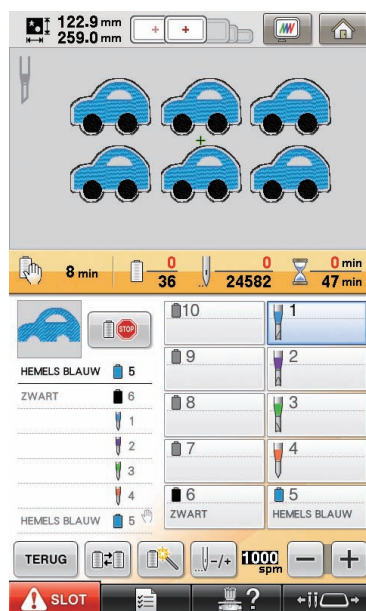 122.9 mm
259.0 mm
8 min
0
36
0
24582
0 min
47 min
STOP
HEMELS BLAUW 5
ZWART 6
1
2
3
4
HEMELS BLAUW 5
10
1
9
2
8
3
7
4
6
ZWART
5
HEMELS BLAUW
TERUG
-/+
1000
spm
− +
SLOT
?